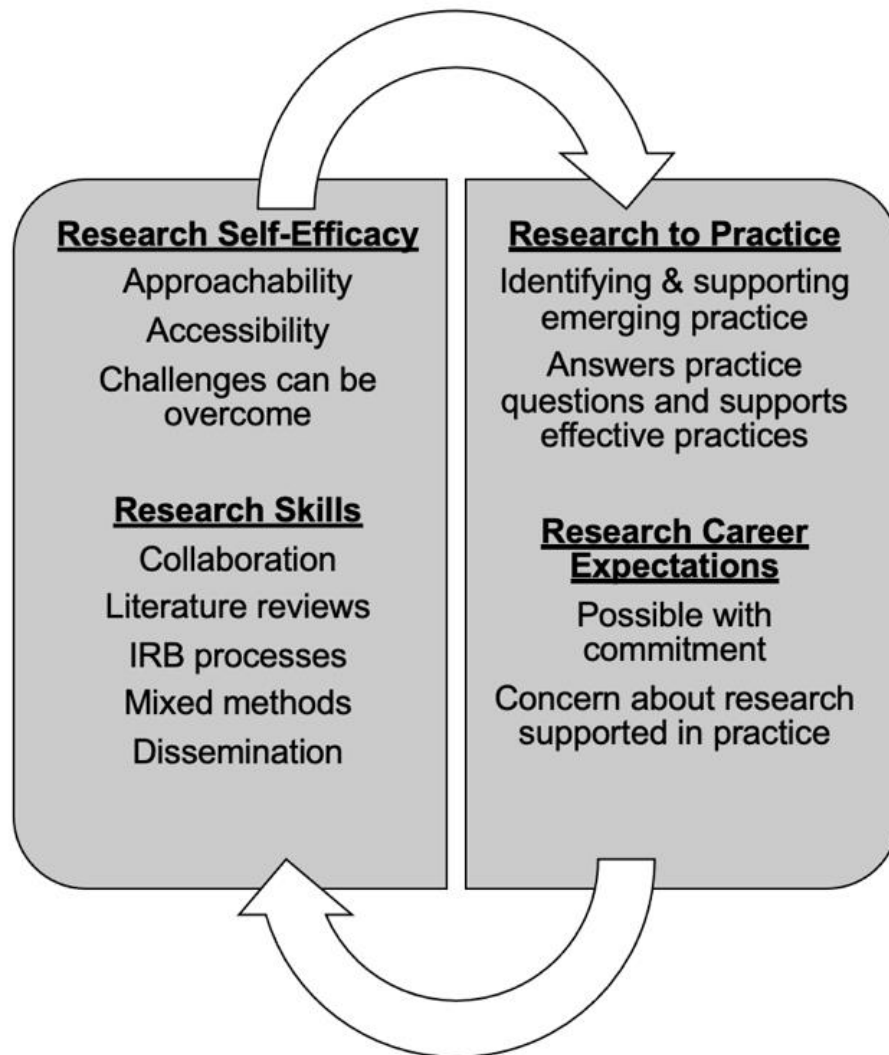 Research Self-Efficacy
Approachability
Accessibility
Challenges can be
overcome
Research Skills
Collaboration
Literature reviews
IRB processes
Mixed methods
Dissemination
Research to Practice
Identifying & supporting
emerging practice
Answers practice
questions and supports
effective practices
Research Career
Expectations
Possible with
commitment
Concern about research
supported in practice